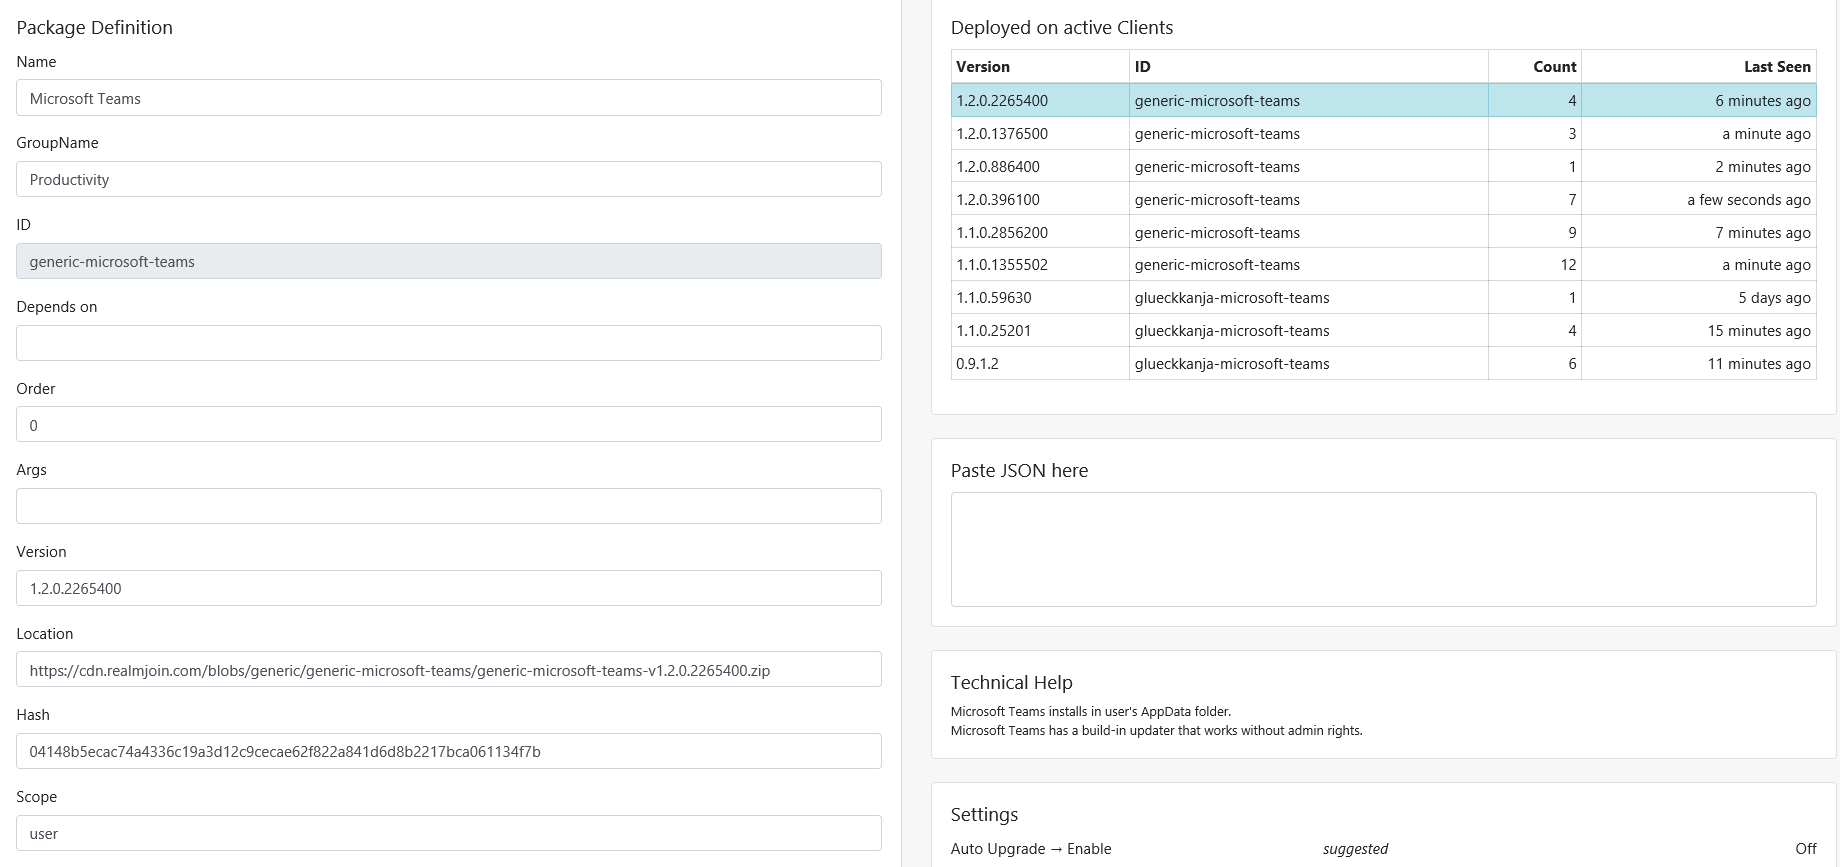 Package Definition
Name
Microsoft Teams
GroupName
Productivity
ID
generic-microsoft-teams
Depends on
Order
0
Args
Version
1.2.0.2265400
Location
https://cdn.realmjoin.com/blobs/generic/generic-microsoft-teams/generic-microsoft-teams-v1.2.0.2265400.zip
Hash
04148b5ecac74a4336c19a3d12c9cecae62f822a841d6d8b2217bca061134f7b
Scope
user
Deployed on active Clients
Version ID Count Last Seen
1.2.0.2265400 generic-microsoft-teams 4 6 minutes ago
1.2.0.1376500 generic-microsoft-teams 3 a minute ago
1.2.0.886400 generic-microsoft-teams 1 2 minutes ago
1.2.0.396100 generic-microsoft-teams 7 a few seconds ago
1.1.0.2856200 generic-microsoft-teams 9 7 minutes ago
1.1.0.1355502 generic-microsoft-teams 12 a minute ago
1.1.0.59630 glueckkanja-microsoft-teams 1 5 days ago
1.1.0.25201 glueckkanja-microsoft-teams 4 15 minutes ago
0.9.1.2 glueckkanja-microsoft-teams 6 11 minutes ago
Paste JSON here
Technical Help
Microsoft Teams installs in user's AppData folder.
Microsoft Teams has a build-in updater that works without admin rights.
Settings
Auto Upgrade → Enable suggested Off